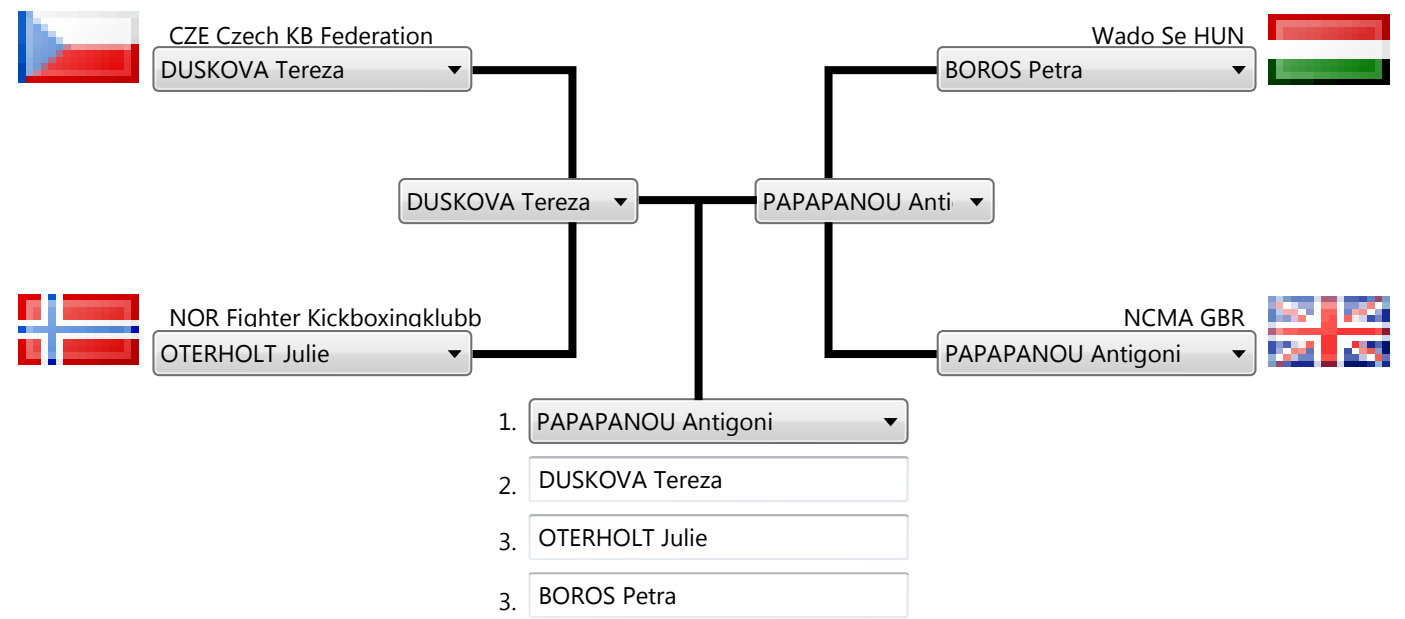 CZE Czech KB Federation
DUSKOVA Tereza
Wado Se HUN
BOROS Petra
DUSKOVA Tereza
PAPAPANOU Anti
NOR Fighter Kickboxingklubb
OTERHOLT Julie
NCMA GBR
PAPAPANOU Antigoni
1. PAPAPANOU Antigoni
2. DUSKOVA Tereza
3. OTERHOLT Julie
3. BOROS Petra